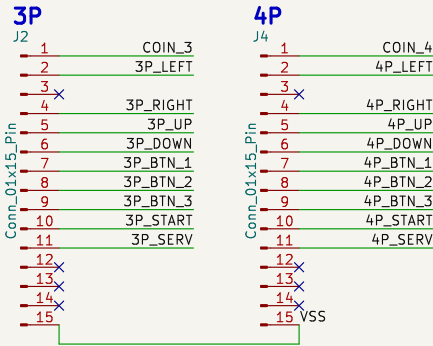 3P
J2
1 COIN_3
2 3P_LEFT
3
4 3P_RIGHT
5 3P_UP
6 3P_DOWN
7 3P_BTN_1
8 3P_BTN_2
9 3P_BTN_3
10 3P_START
11 3P_SERV
12
13
14
15
Conn_01x15_Pin
4P
J4
1 COIN_4
2 4P_LEFT
3
4 4P_RIGHT
5 4P_UP
6 4P_DOWN
7 4P_BTN_1
8 4P_BTN_2
9 4P_BTN_3
10 4P_START
11 4P_SERV
12
13
14
15 VSS
Conn_01x15_Pin